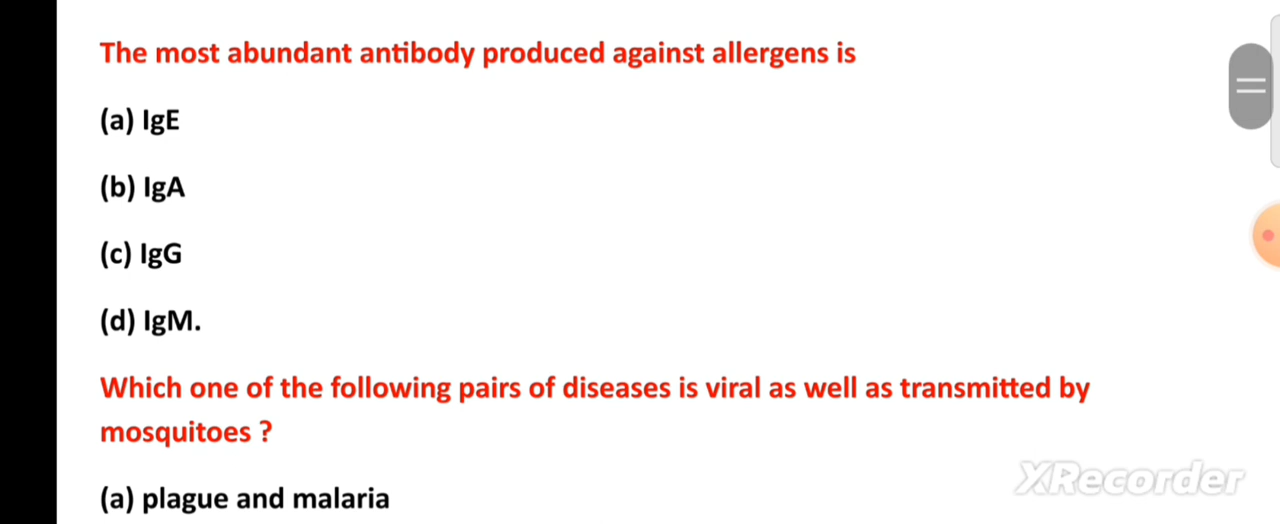 The most abundant antibody produced against allergens is
(a) IgE
(b) IgA
(c) IgG
(d) IgM.
Which one of the following pairs of diseases is viral as well as transmitted by
mosquitoes ?
(a) plague and malaria
XRecorder